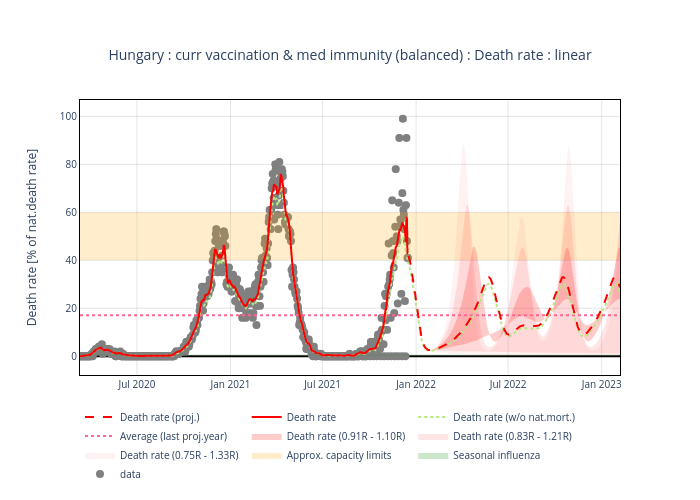 Hungary : curr vaccination & med immunity (balanced) : Death rate : linear
Death rate [% of nat.death rate]
100
80
60
40
20
0
Jul 2020
Jan 2021
Jul 2021
Jan 2022
Jul 2022
Jan 2023
Death rate (proj.)
Death rate
Death rate (w/o nat.mort.)
Average (last proj.year)
Death rate (0.91R - 1.10R)
Death rate (0.83R - 1.21R)
Death rate (0.75R - 1.33R)
Approx. capacity limits
Seasonal influenza
data